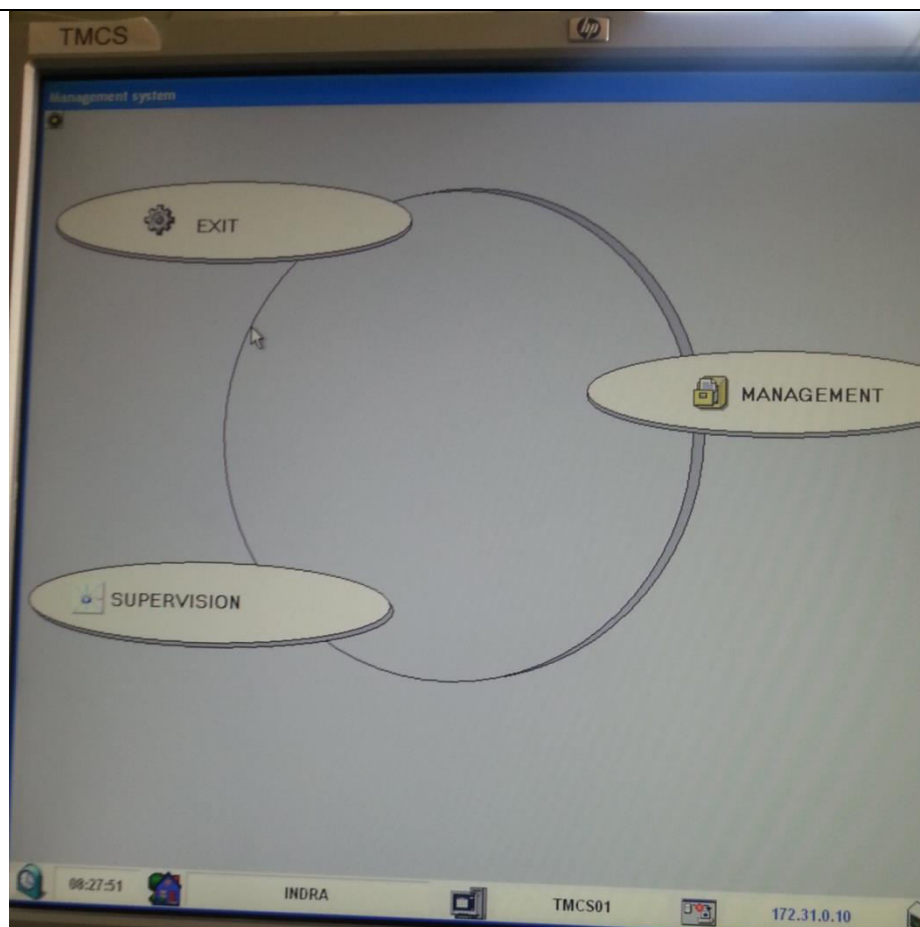 TMCS
hp
Management system
EXIT
MANAGEMENT
SUPERVISION
08:27:51
INDRA
TMCS01
172.31.0.10